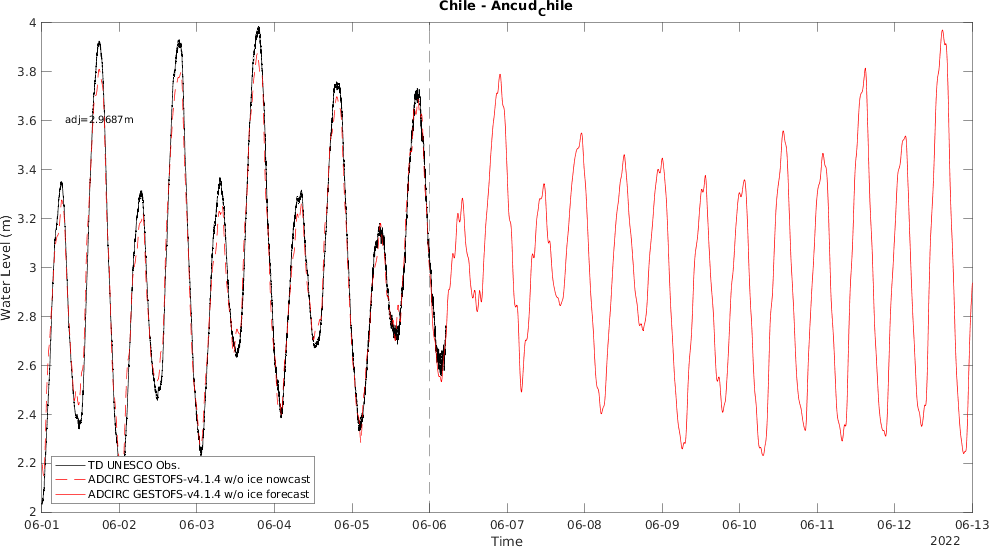 Chile - AncudChile
4
3.8
3.6
3.4
3.2
3
2.8
2.6
2.4
2.2
2
Water Level (m)
adj=2.9687m
TD UNESCO Obs.
ADCIRC GESTOFS-v4.1.4 w/o ice nowcast
ADCIRC GESTOFS-v4.1.4 w/o ice forecast
06-01 06-02 06-03 06-04 06-05 06-06 06-07 06-08 06-09 06-10 06-11 06-12 06-13
Time
2022